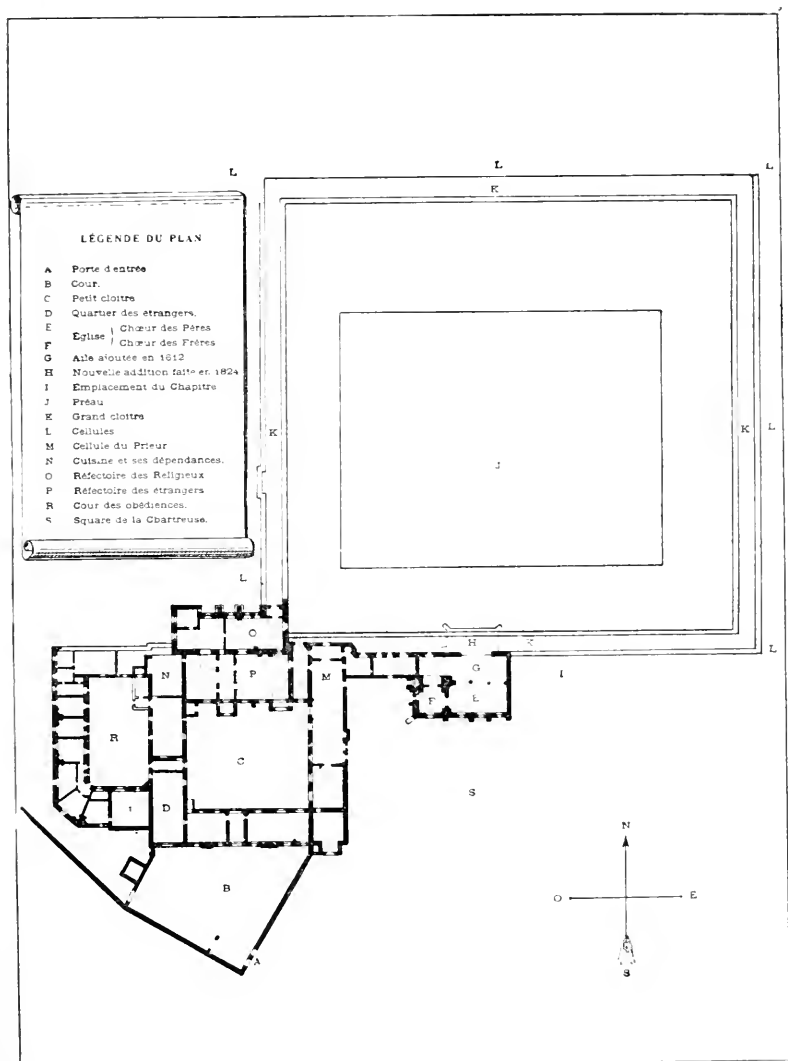 L L L
K
LÉGENDE DU PLAN
A Porte d'entrée
B Cour.
C Petit cloitre
D Quartier des étrangers.
E Église { Chœur des Pères
F Chœur des Frères
G Aile ajoutée en 1612
H Nouvelle addition faite en 1824
I Emplacement du Chapitre
J Préau
K Grand cloitre
L Cellules
M Cellule du Prieur
N Cuisine et ses dépendances.
O Réfectoire des Religieux
P Réfectoire des étrangers
R Cour des obédiences.
S Square de la Chartreuse.
K K L
J
L
O H K L
N P M G I
F E
R C
D S
B
A
N
O E
S